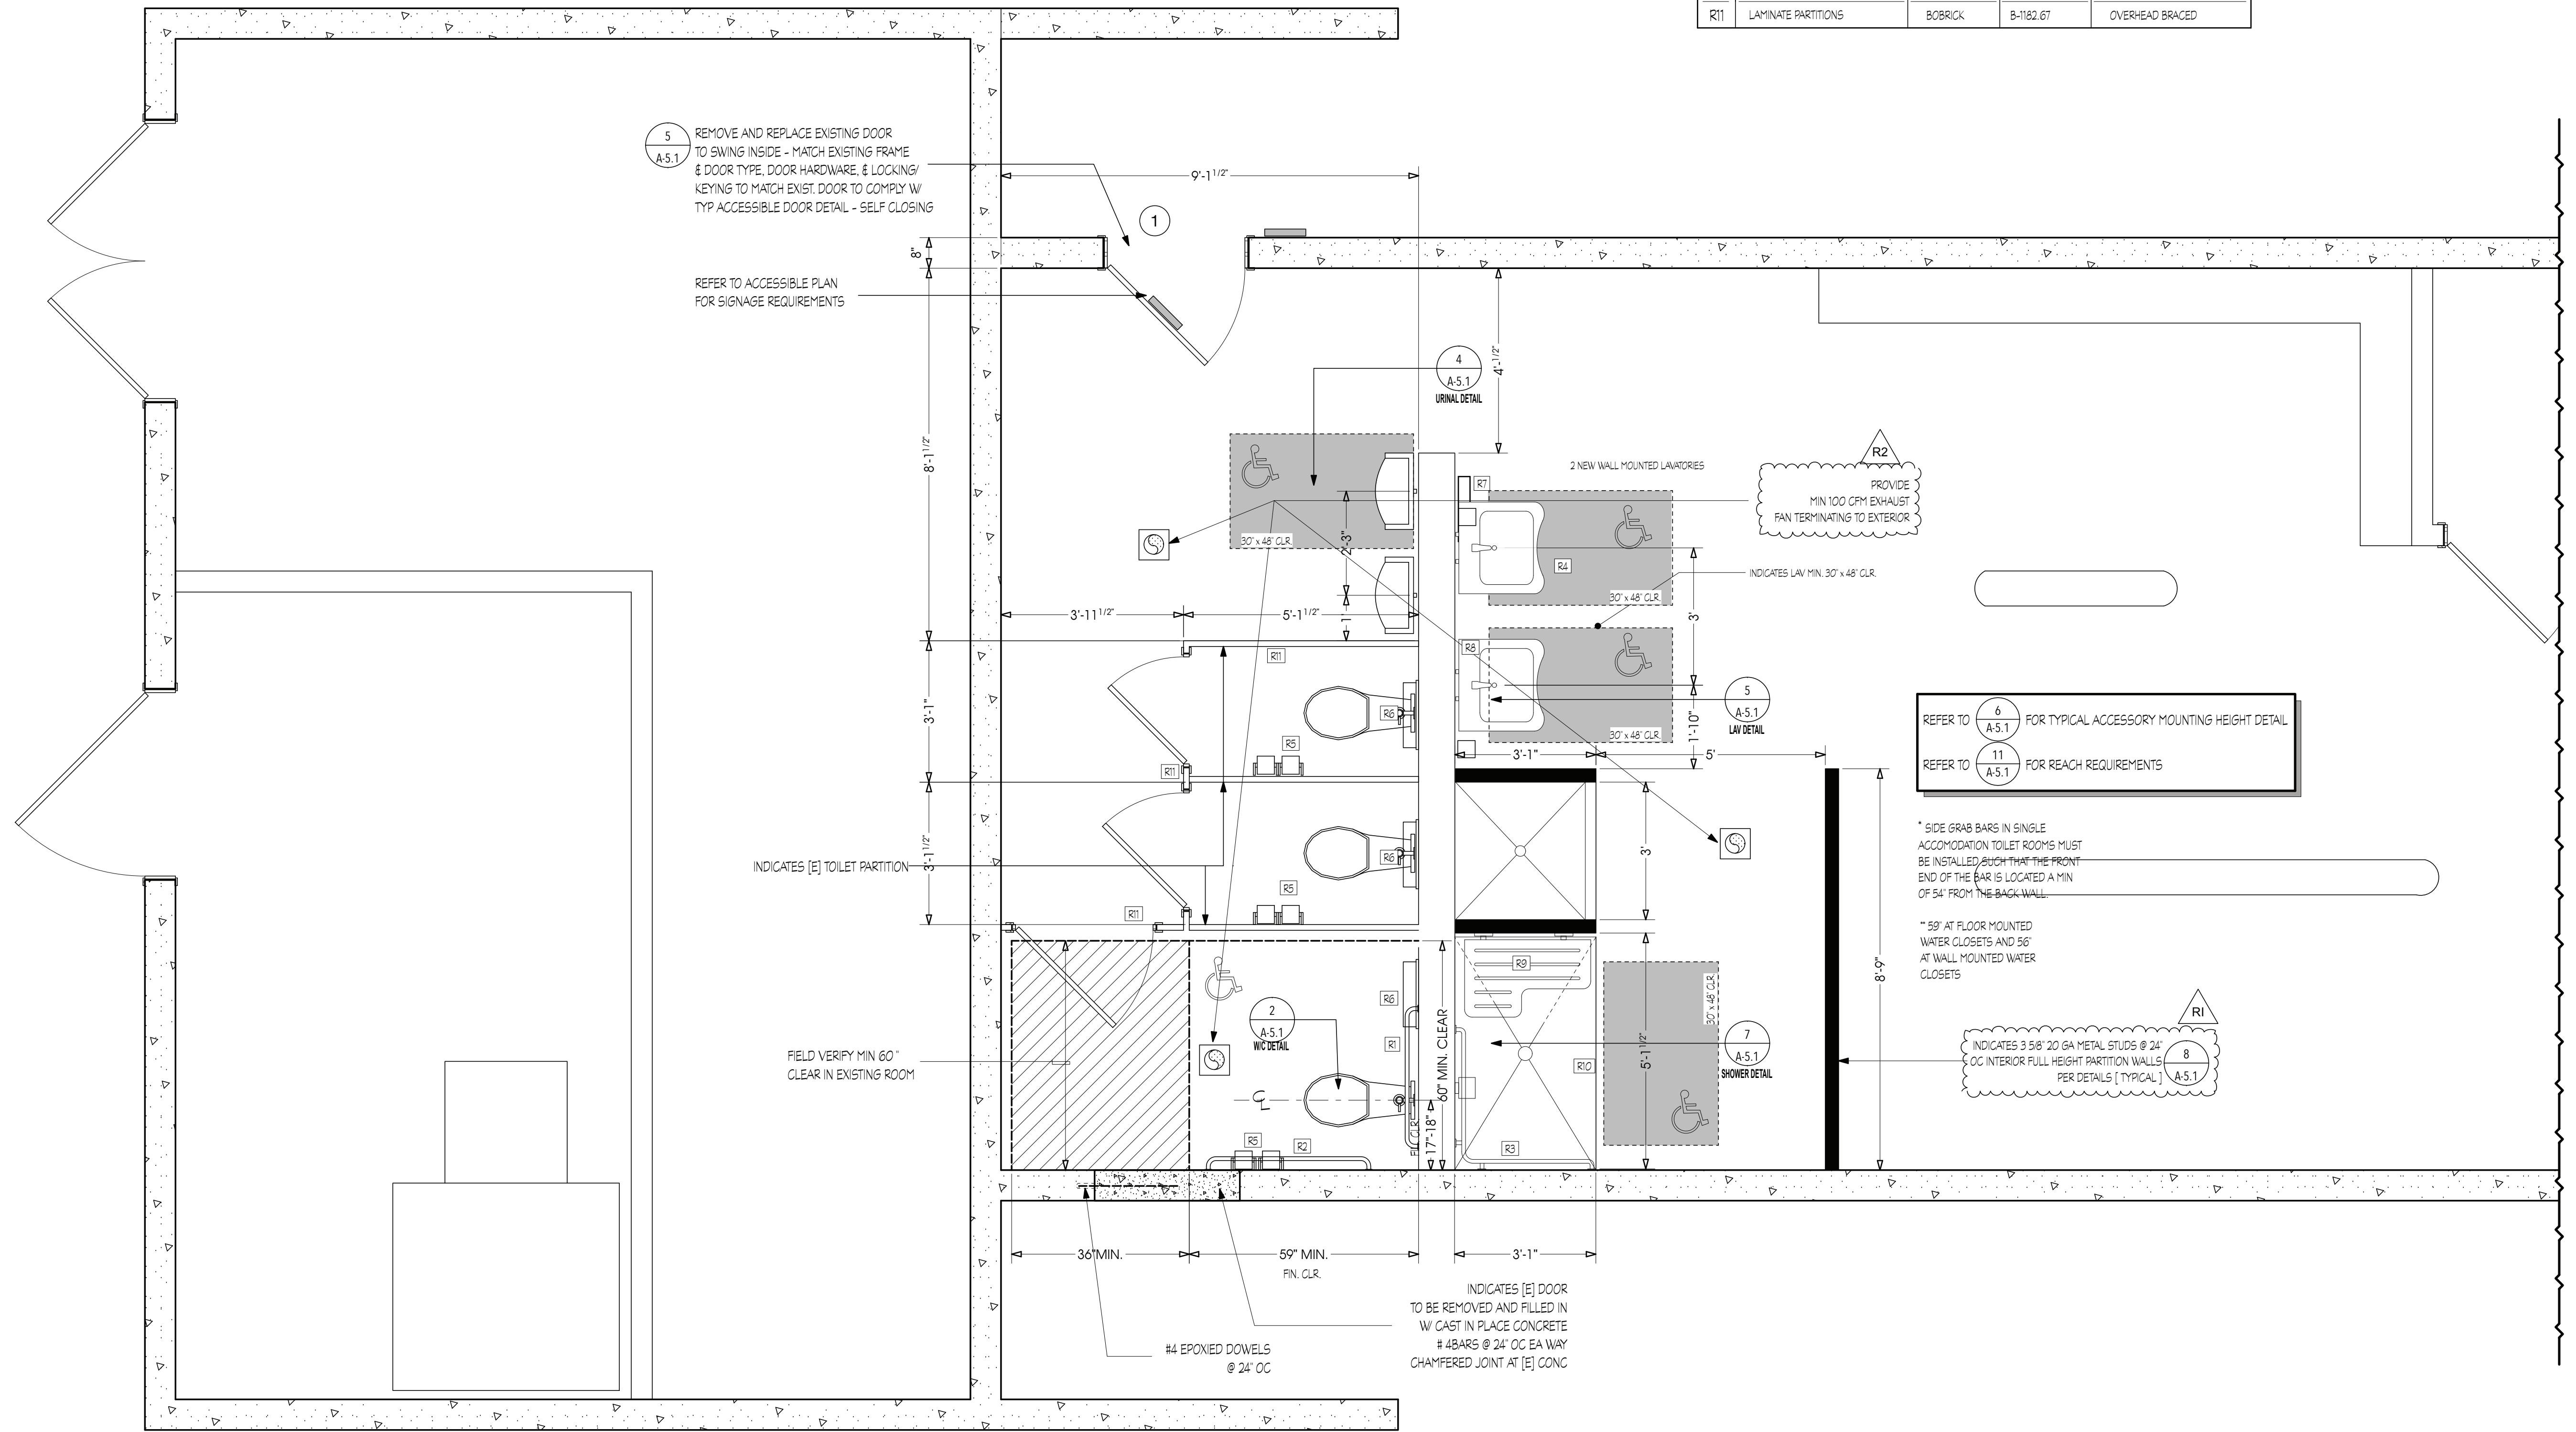 R11 LAMINATE PARTITIONS BOBRICK B-1182.67 OVERHEAD BRACED
5
A-5.1
REMOVE AND REPLACE EXISTING DOOR
TO SWING INSIDE - MATCH EXISTING FRAME
& DOOR TYPE, DOOR HARDWARE, & LOCKING/
KEYING TO MATCH EXIST. DOOR TO COMPLY W/
TYP ACCESSIBLE DOOR DETAIL - SELF CLOSING
9'-1 1/2"
1
8"
REFER TO ACCESSIBLE PLAN
FOR SIGNAGE REQUIREMENTS
4
A-5.1
URINAL DETAIL
4'-1/2"
8'-1 1/2"
2 NEW WALL MOUNTED LAVATORIES
R2
PROVIDE
MIN 100 CFM EXHAUST
FAN TERMINATING TO EXTERIOR
R7
30" x 48" CLR.
2'-3"
R4
INDICATES LAV MIN. 30" x 48" CLR.
30" x 48" CLR.
3'-11 1/2"
5'-1 1/2"
1'
3'
R11
R8
3'-1"
R6
5
A-5.1
LAV DETAIL
1'-10"
30" x 48" CLR.
R5
R11
3'-1"
5'
REFER TO 6 A-5.1 FOR TYPICAL ACCESSORY MOUNTING HEIGHT DETAIL
REFER TO 11 A-5.1 FOR REACH REQUIREMENTS
INDICATES [E] TOILET PARTITION
3'-1 1/2"
R6
R5
3'
R11
* SIDE GRAB BARS IN SINGLE
ACCOMODATION TOILET ROOMS MUST
BE INSTALLED SUCH THAT THE FRONT
END OF THE BAR IS LOCATED A MIN
OF 54" FROM THE BACK WALL.
** 59" AT FLOOR MOUNTED
WATER CLOSETS AND 56"
AT WALL MOUNTED WATER
CLOSETS
8'-9"
R9
30" x 48" CLR.
R6
R1
2
A-5.1
W/C DETAIL
60" MIN. CLEAR
5'-1 1/2"
R10
7
A-5.1
SHOWER DETAIL
R1
INDICATES 3 5/8" 20 GA METAL STUDS @ 24"
OC INTERIOR FULL HEIGHT PARTITION WALLS
PER DETAILS [ TYPICAL ]
8
A-5.1
FIELD VERIFY MIN 60 "
CLEAR IN EXISTING ROOM
CL
17"-18"
R5
R2
R3
36" MIN.
59" MIN.
FIN. CLR.
3'-1"
INDICATES [E] DOOR
TO BE REMOVED AND FILLED IN
W/ CAST IN PLACE CONCRETE
# 4BARS @ 24" OC EA WAY
CHAMFERED JOINT AT [E] CONC
#4 EPOXIED DOWELS
@ 24" OC